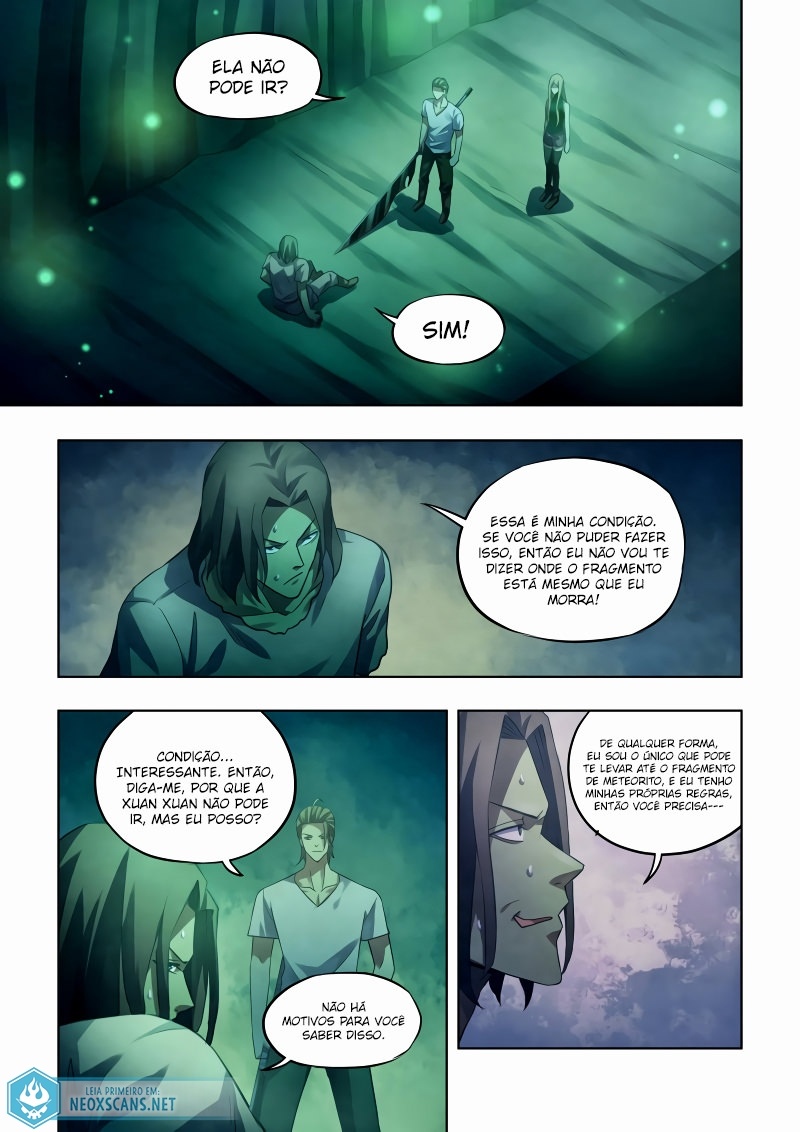 ELA NÃO
PODE IR?
SIM!
ESSA É MINHA CONDIÇÃO.
SE VOCÊ NÃO PUDER FAZER
ISSO, ENTÃO EU NÃO VOU TE
DIZER ONDE O FRAGMENTO
ESTÁ MESMO QUE EU
MORRA!
CONDIÇÃO...
INTERESSANTE. ENTÃO,
DIGA-ME, POR QUE A
XUAN XUAN NÃO PODE
IR, MAS EU POSSO?
NÃO HÁ
MOTIVOS PARA VOCÊ
SABER DISSO.
DE QUALQUER FORMA,
EU SOU O ÚNICO QUE PODE
TE LEVAR ATÉ O FRAGMENTO
DE METEORITO, E EU TENHO
MINHAS PRÓPRIAS REGRAS,
ENTÃO VOCÊ PRECISA---
LEIA PRIMEIRO EM:
NEOXSCANS.NET